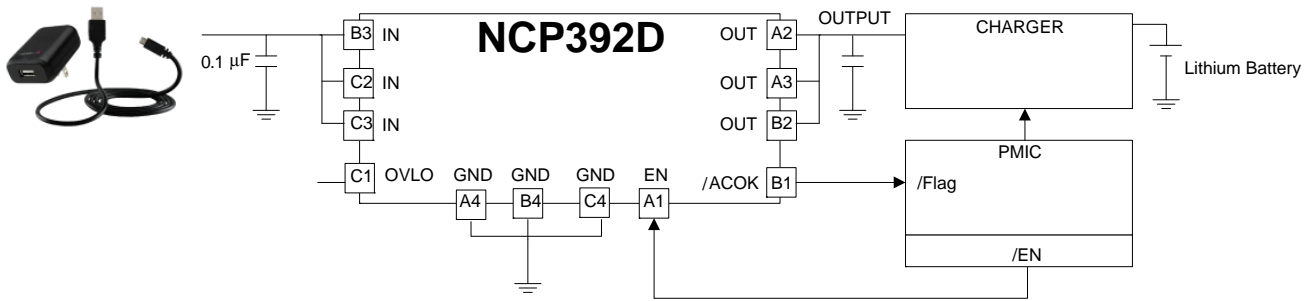 NCP392D
0.1 μF
B3 IN
C2 IN
C3 IN
C1 OVLO
GND GND GND EN
A4 B4 C4 A1
OUT A2
OUT A3
OUT B2
/ACOK B1
OUTPUT
CHARGER
Lithium Battery
PMIC
/Flag
/EN